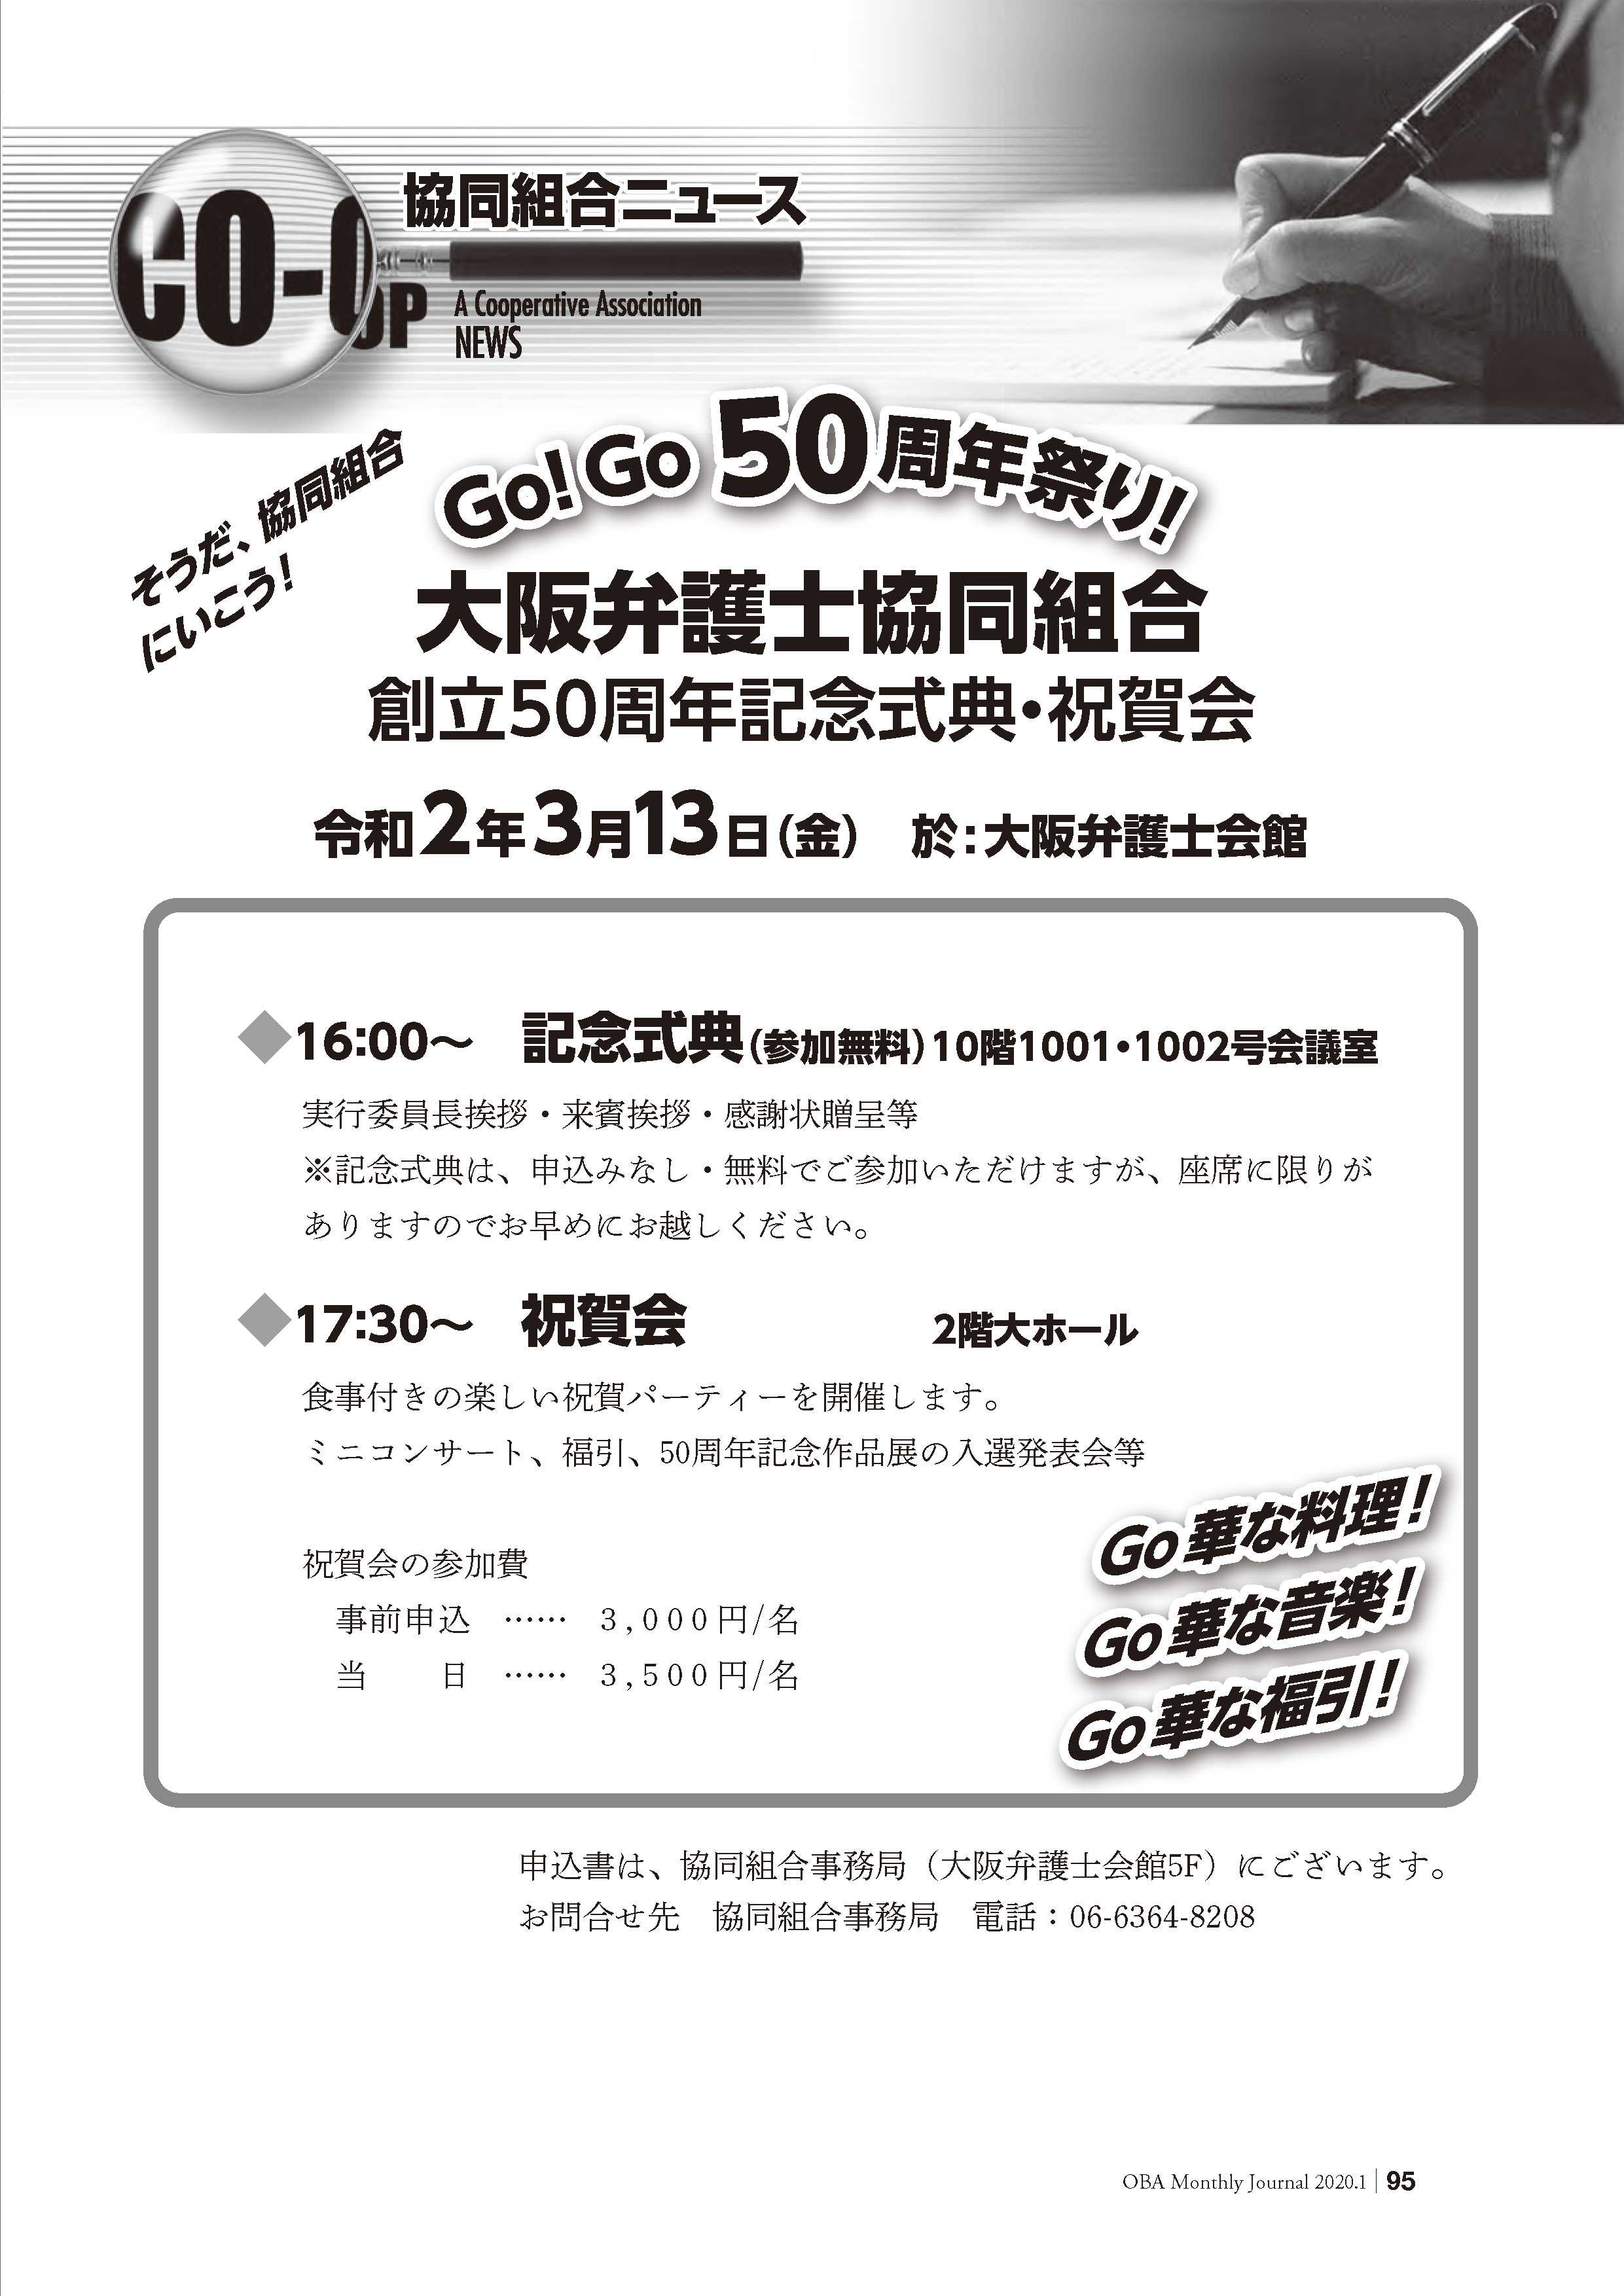 CO-OP
協同組合ニュース
A Cooperative Association
NEWS
そうだ、協同組合
にいこう!
Go! Go 50周年祭り!
大阪弁護士協同組合
創立50周年記念式典・祝賀会
令和2年3月13日(金)　於:大阪弁護士会館
◆16:00〜　記念式典(参加無料)10階1001・1002号会議室
実行委員長挨拶・来賓挨拶・感謝状贈呈等
※記念式典は、申込みなし・無料でご参加いただけますが、座席に限りが
ありますのでお早めにお越しください。
◆17:30〜　祝賀会　2階大ホール
食事付きの楽しい祝賀パーティーを開催します。
ミニコンサート、福引、50周年記念作品展の入選発表会等
祝賀会の参加費
事前申込　……　3,000円/名
当　　日　……　3,500円/名
Go華な料理!
Go華な音楽!
Go華な福引!
申込書は、協同組合事務局（大阪弁護士会館5F）にございます。
お問合せ先　協同組合事務局　電話：06-6364-8208
OBA Monthly Journal 2020.1 | 95